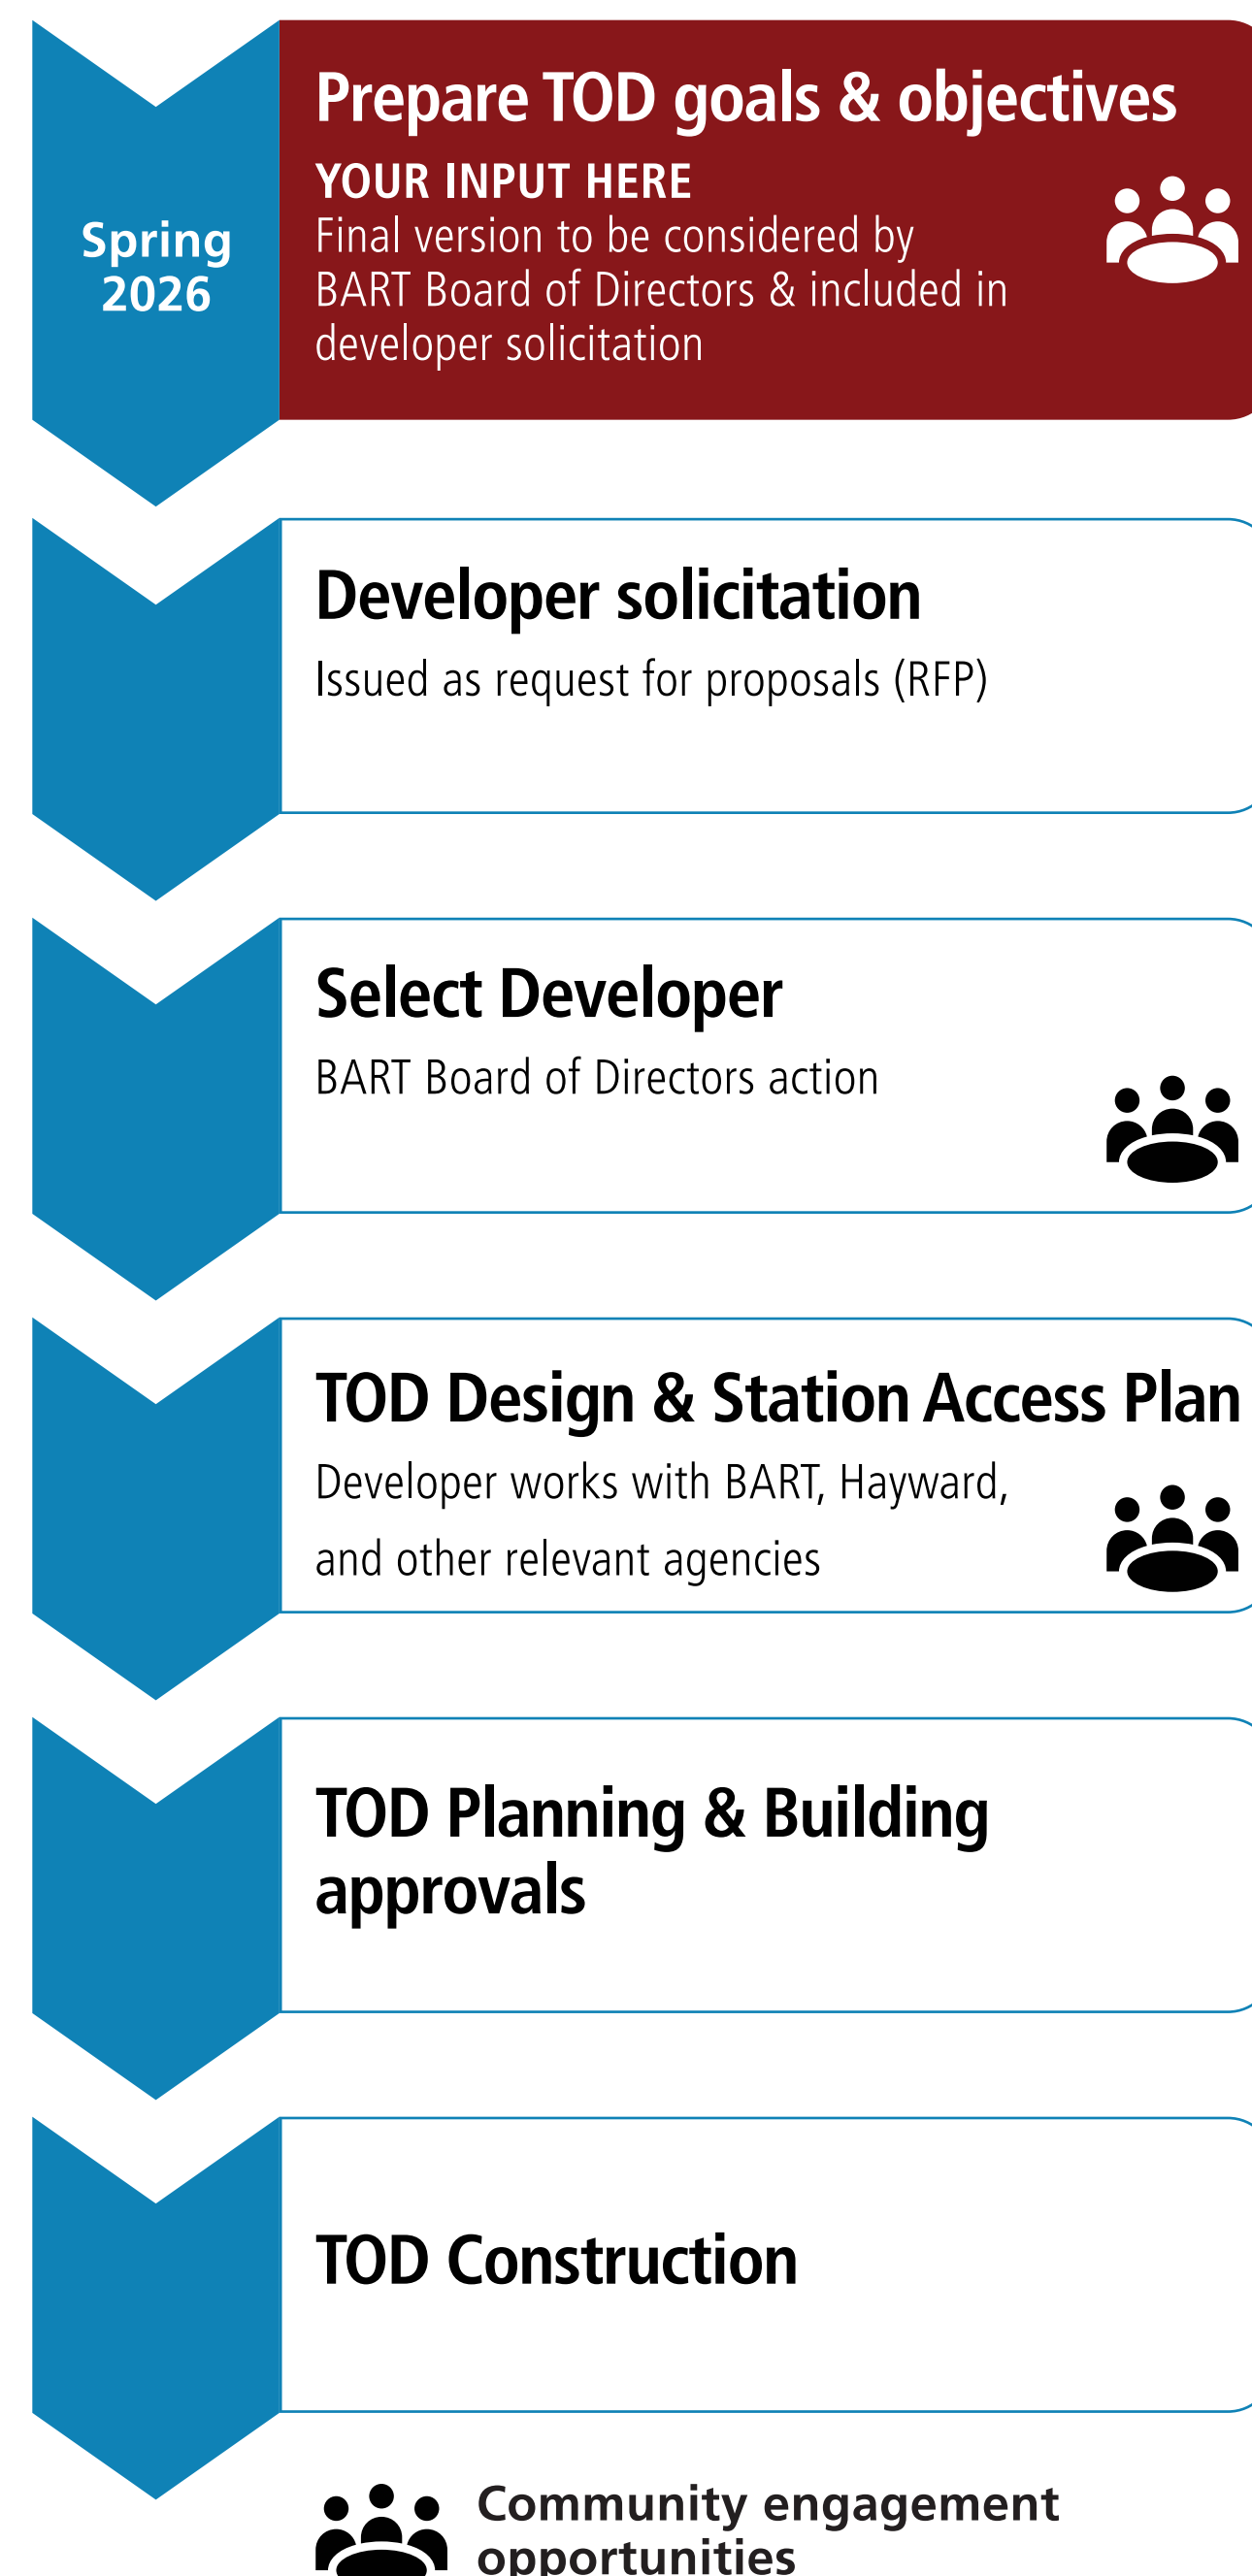 Prepare TOD goals & objectives
YOUR INPUT HERE
Final version to be considered by
BART Board of Directors & included in
developer solicitation
Spring
2026
Developer solicitation
Issued as request for proposals (RFP)
Select Developer
BART Board of Directors action
TOD Design & Station Access Plan
Developer works with BART, Hayward,
and other relevant agencies
TOD Planning & Building
approvals
TOD Construction
Community engagement
opportunities